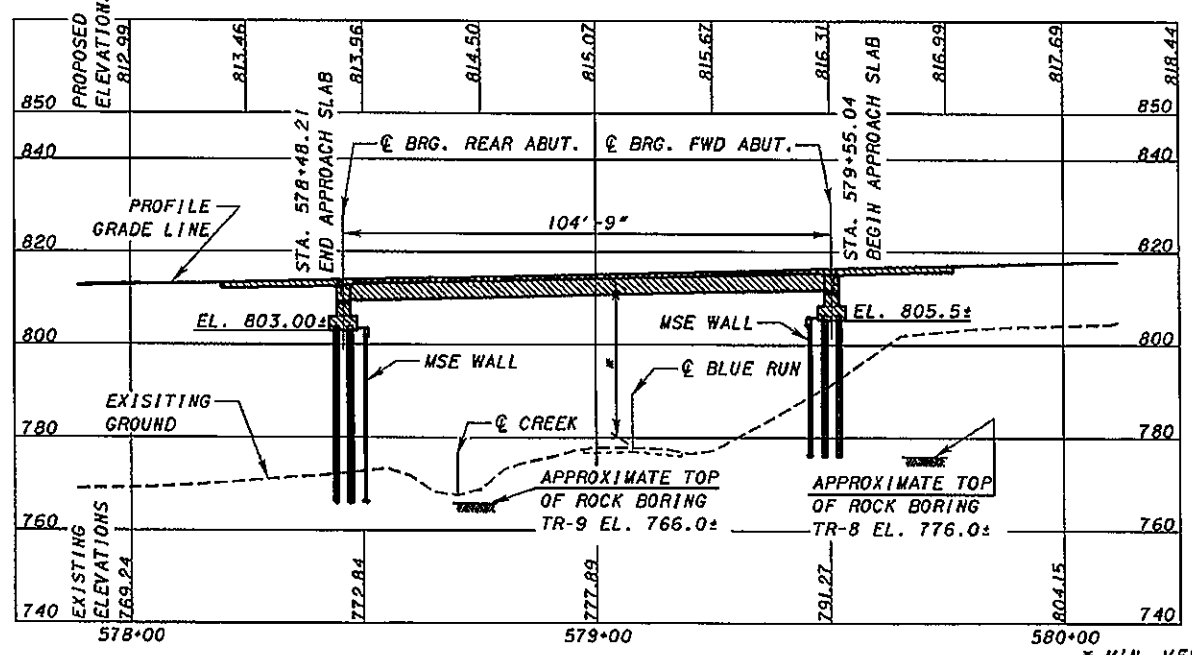 PROPOSED
ELEVATIONS
812.99
813.46
813.96
814.50
815.07
815.67
816.31
816.99
817.69
818.44
850
850
STA. 578+48.21
END APPROACH SLAB
℄ BRG. REAR ABUT.
℄ BRG. FWD ABUT.
STA. 579+55.04
BEGIN APPROACH SLAB
840
840
PROFILE
GRADE LINE
104'-9"
820
820
EL. 803.00±
MSE WALL
EL. 805.5±
800
800
MSE WALL
*
℄ BLUE RUN
EXISITING
GROUND
℄ CREEK
780
780
APPROXIMATE TOP
OF ROCK BORING
TR-9 EL. 766.0±
APPROXIMATE TOP
OF ROCK BORING
TR-8 EL. 776.0±
760
760
EXISTING
ELEVATIONS
769.24
772.84
777.89
791.27
804.15
740
740
578+00
579+00
580+00
* MIN.